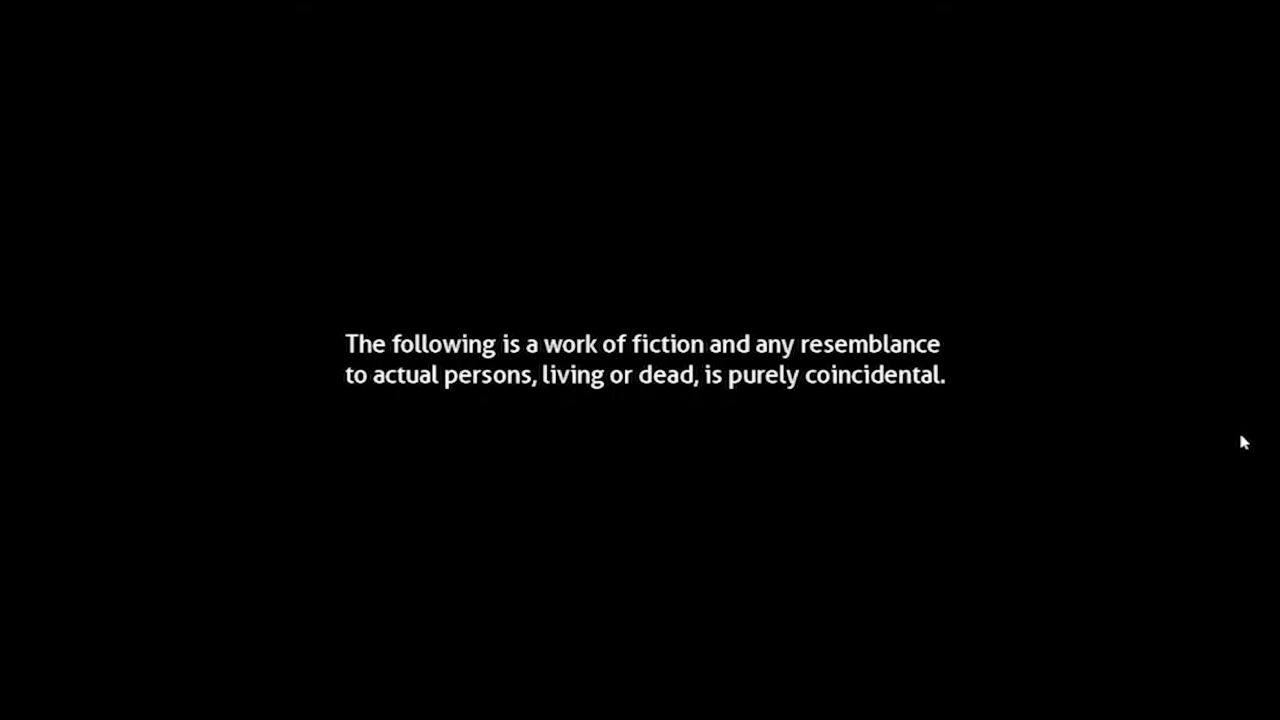 The following is a work of fiction and any resemblance
to actual persons, living or dead, is purely coincidental.